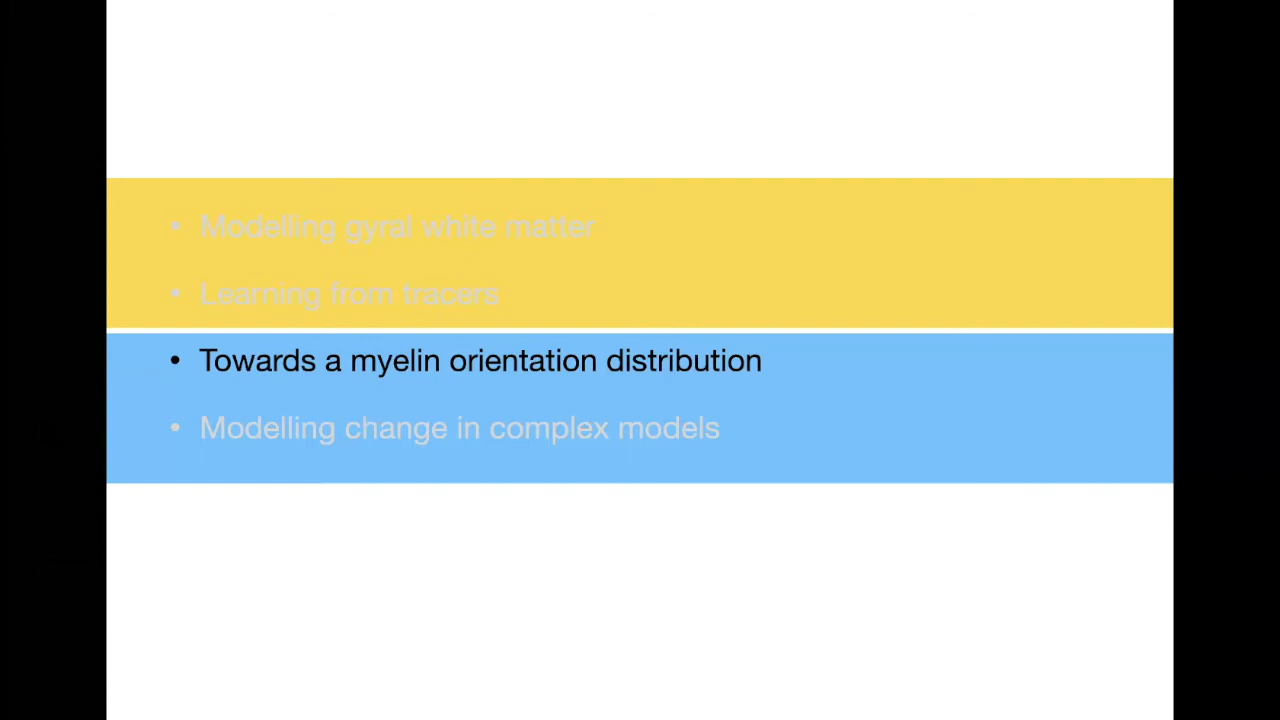 • Modelling gyral white matter
• Learning from tracers
• Towards a myelin orientation distribution
• Modelling change in complex models